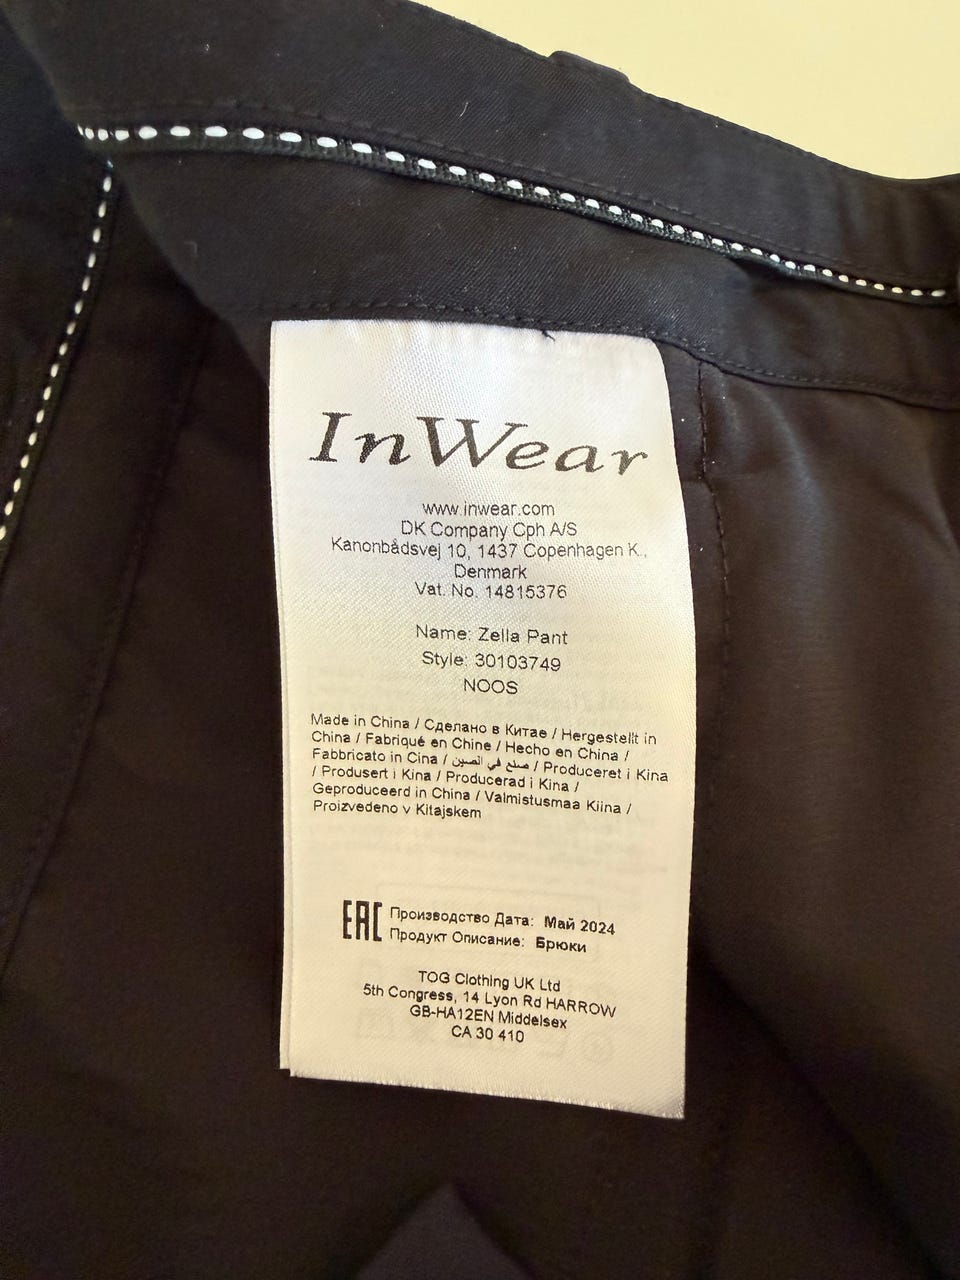 InWear
www.inwear.com
DK Company Cph A/S
Kanonbådsvej 10, 1437 Copenhagen K.,
Denmark
Vat. No. 14815376
Name: Zella Pant
Style: 30103749
NOOS
Made in China / Сделано в Китае / Hergestellt in
China / Fabriqué en Chine / Hecho en China /
Fabbricato in Cina / صنع في الصين / Produceret i Kina
/ Produsert i Kina / Producerad i Kina /
Geproduceerd in China / Valmistusmaa Kiina /
Proizvedeno v Kitajskem
EAC Производство Дата: Май 2024
Продукт Описание: Брюки
TOG Clothing UK Ltd
5th Congress, 14 Lyon Rd HARROW
GB-HA12EN Middelsex
CA 30 410